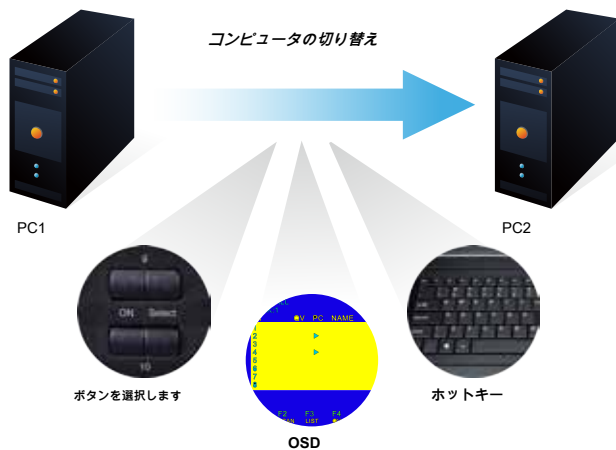 コンピュータの切り替え
PC1
PC2
ON Select
10
V PC NAME
2
3
4
5
6
7
8
F2 F3 F4
LIST
ボタンを選択します
OSD
ホットキー